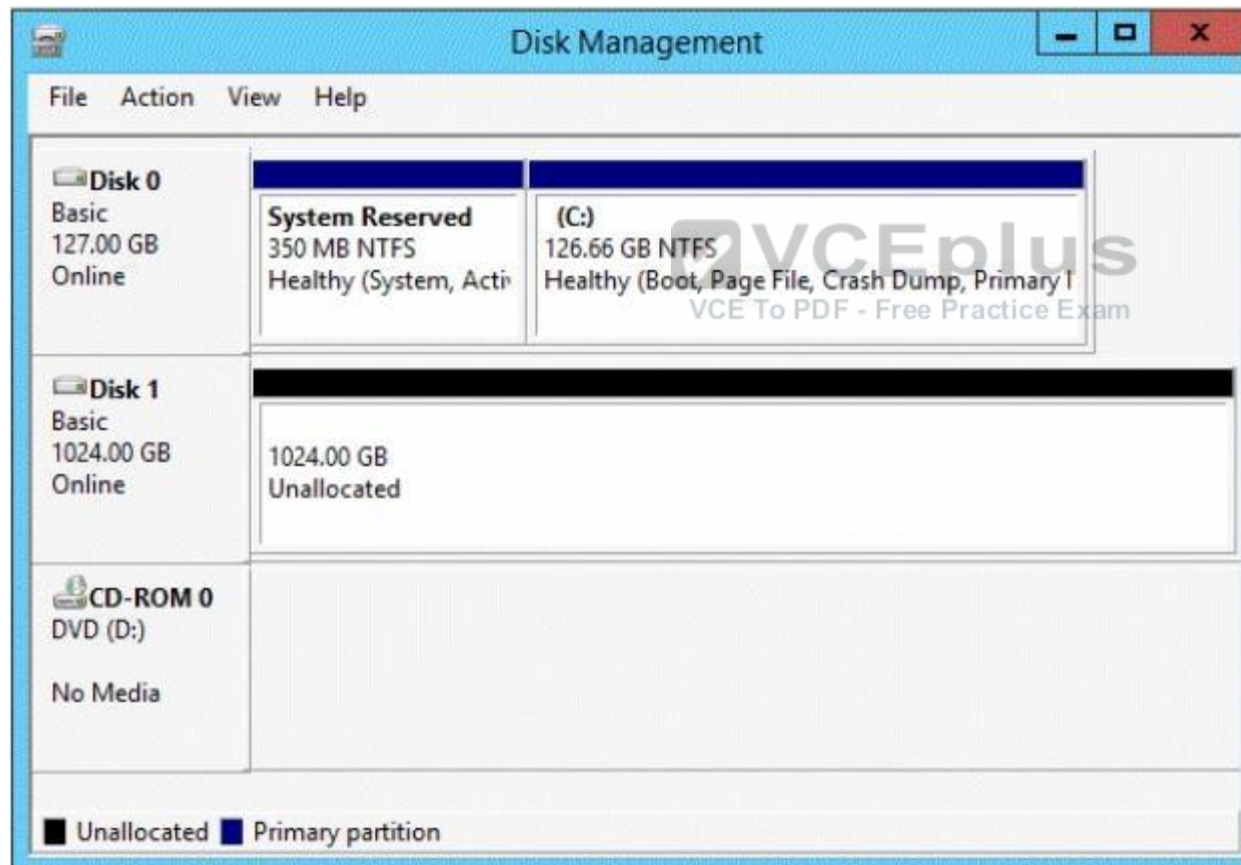 Disk Management
File Action View Help
Disk 0
Basic
127.00 GB
Online
System Reserved
350 MB NTFS
Healthy (System, Acti
(C:)
126.66 GB NTFS
Healthy (Boot, Page File, Crash Dump, Primary
VCEplus
VCE To PDF - Free Practice Exam
Disk 1
Basic
1024.00 GB
Online
1024.00 GB
Unallocated
CD-ROM 0
DVD (D:)
No Media
Unallocated Primary partition